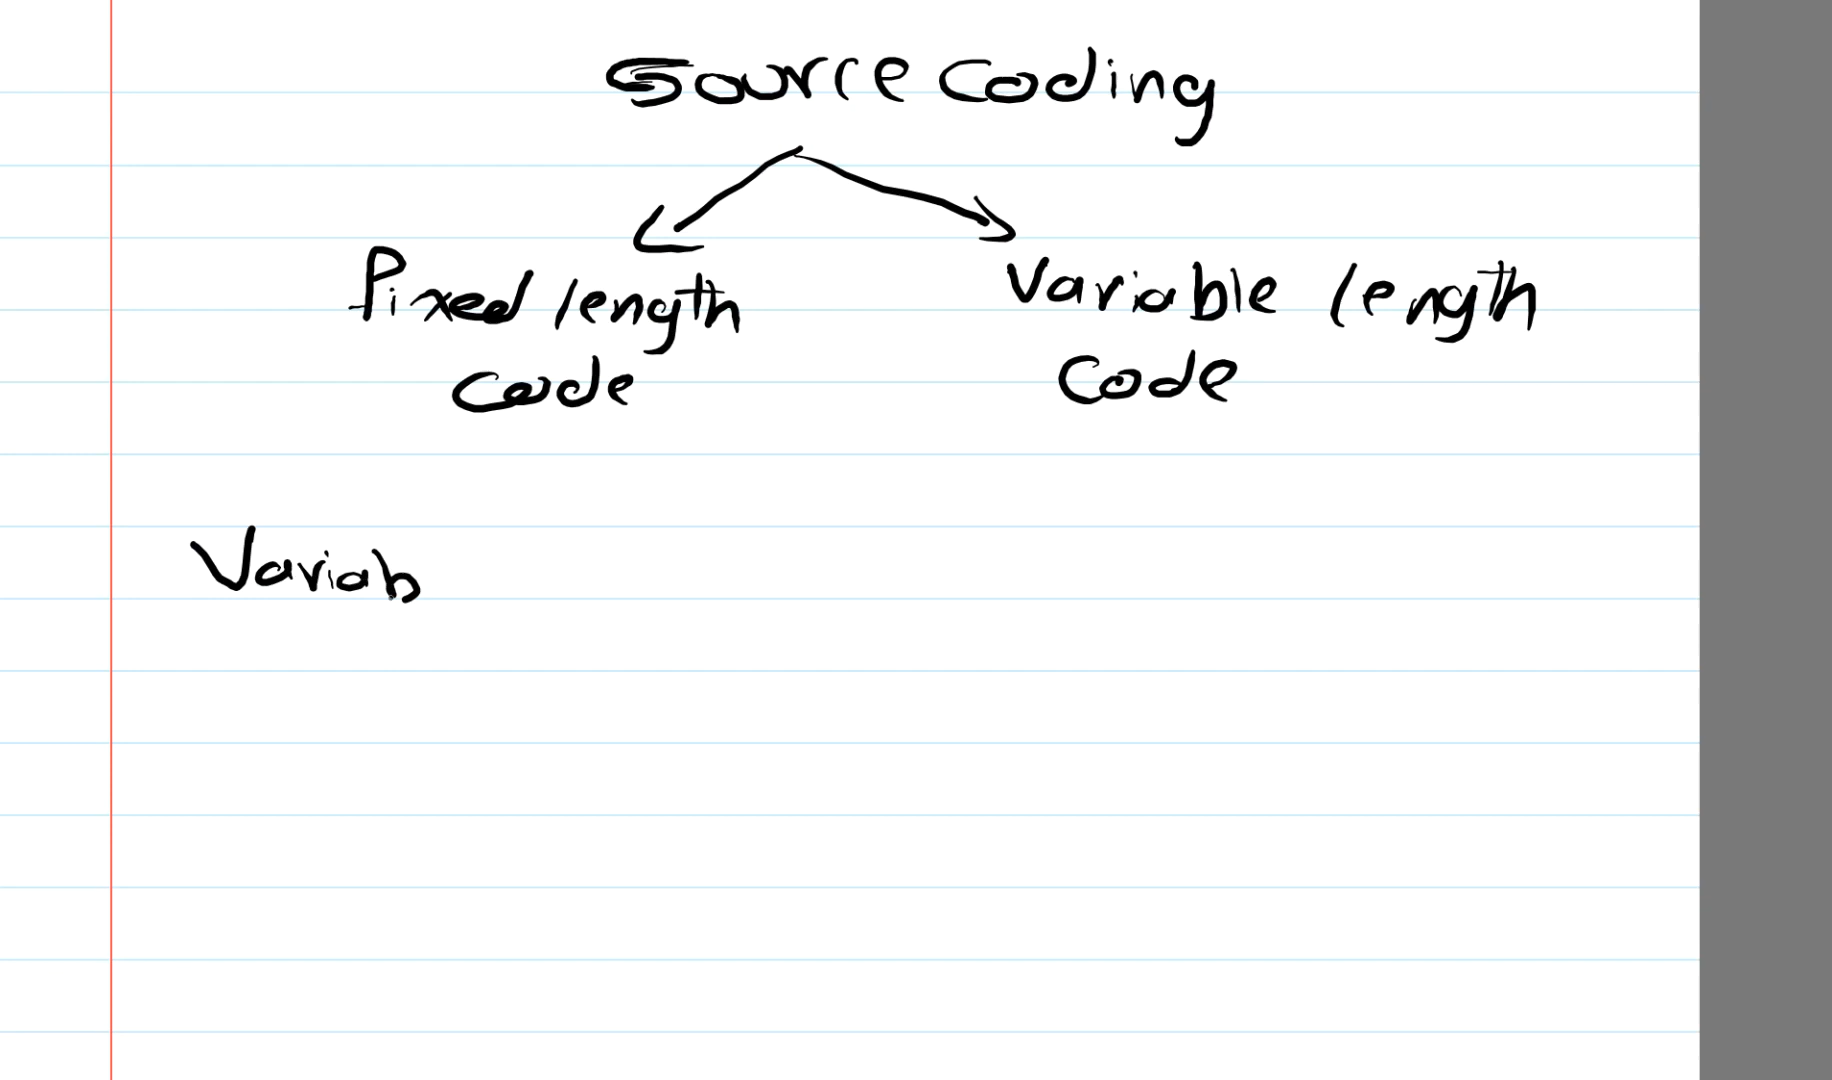 Source Coding
Fixed length code
Variable length code
Variab